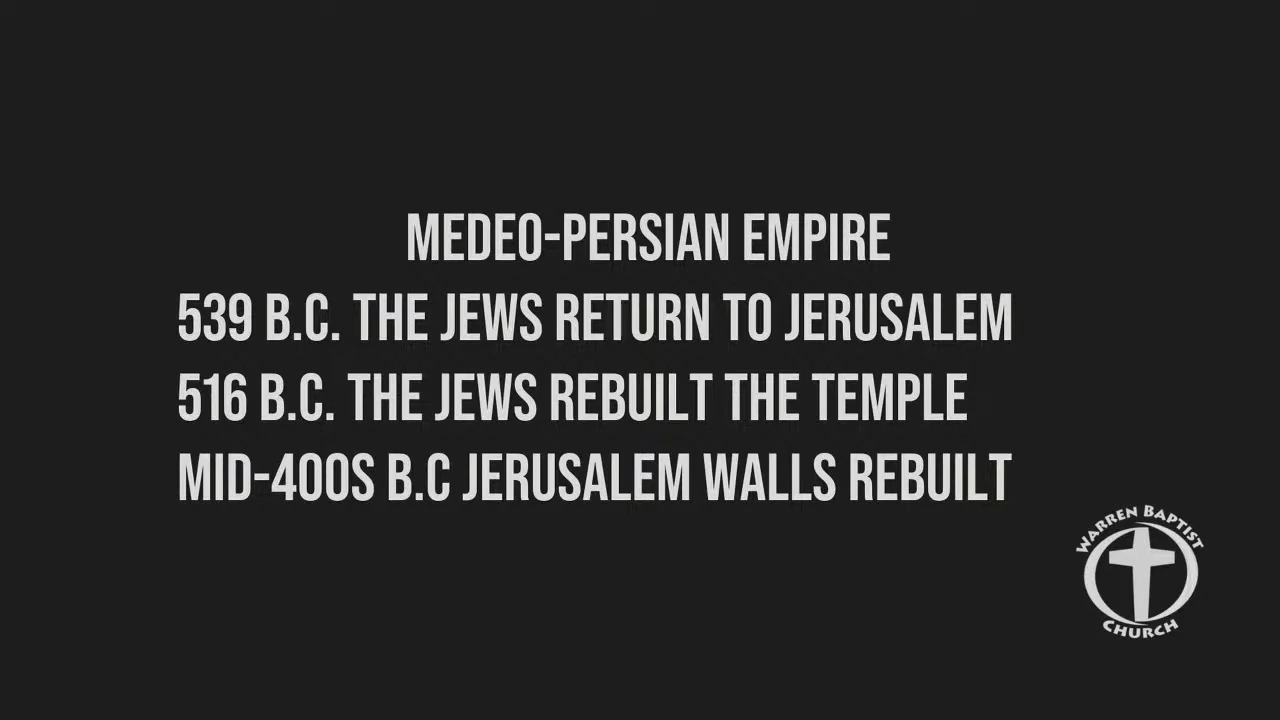 MEDEO-PERSIAN EMPIRE
539 B.C. THE JEWS RETURN TO JERUSALEM
516 B.C. THE JEWS REBUILT THE TEMPLE
MID-400S B.C JERUSALEM WALLS REBUILT
WARREN BAPTIST
CHURCH